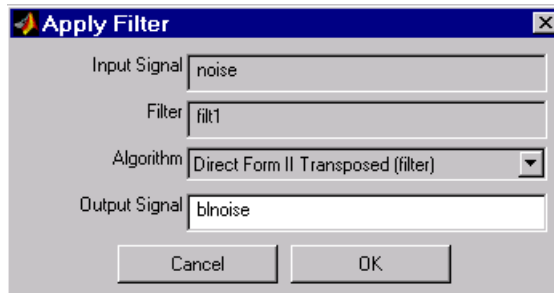 Apply Filter
Input Signal noise
Filter filt1
Algorithm Direct Form II Transposed (filter)
Output Signal blnoise
Cancel OK